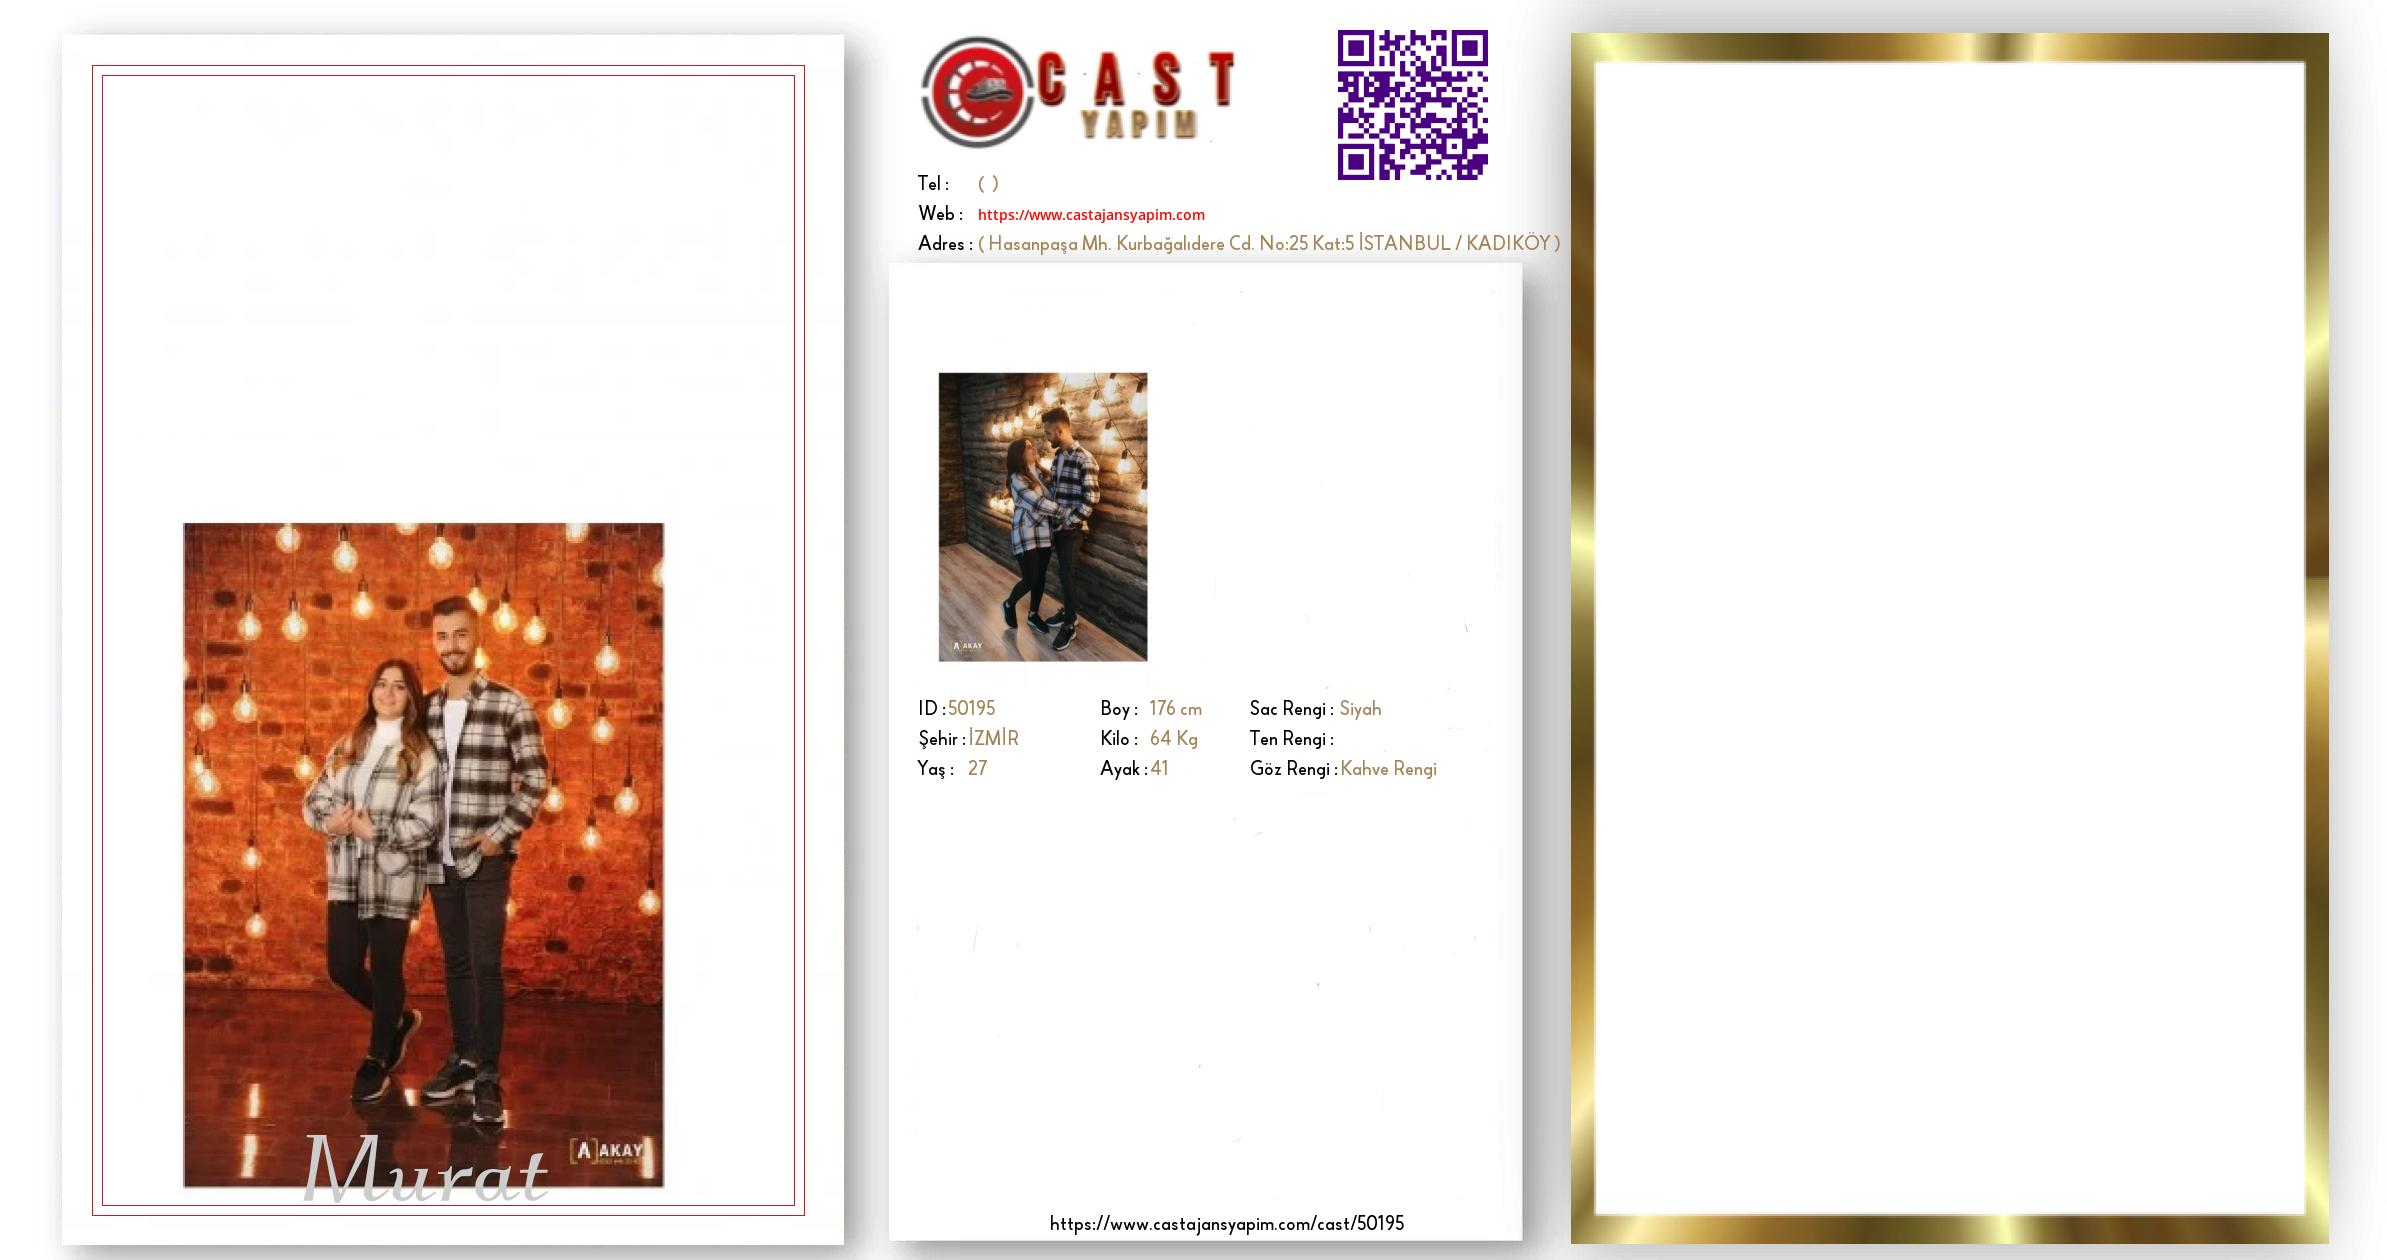 CAST
YAPIM
Tel : ( )
Web : https://www.castajansyapim.com
Adres : ( Hasanpaşa Mh. Kurbağalıdere Cd. No:25 Kat:5 İSTANBUL / KADIKÖY )
[A] AKAY
ID : 50195 Boy : 176 cm Sac Rengi : Siyah
Şehir : İZMİR Kilo : 64 Kg Ten Rengi :
Yaş : 27 Ayak : 41 Göz Rengi : Kahve Rengi
[A] AKAY
Murat
https://www.castajansyapim.com/cast/50195